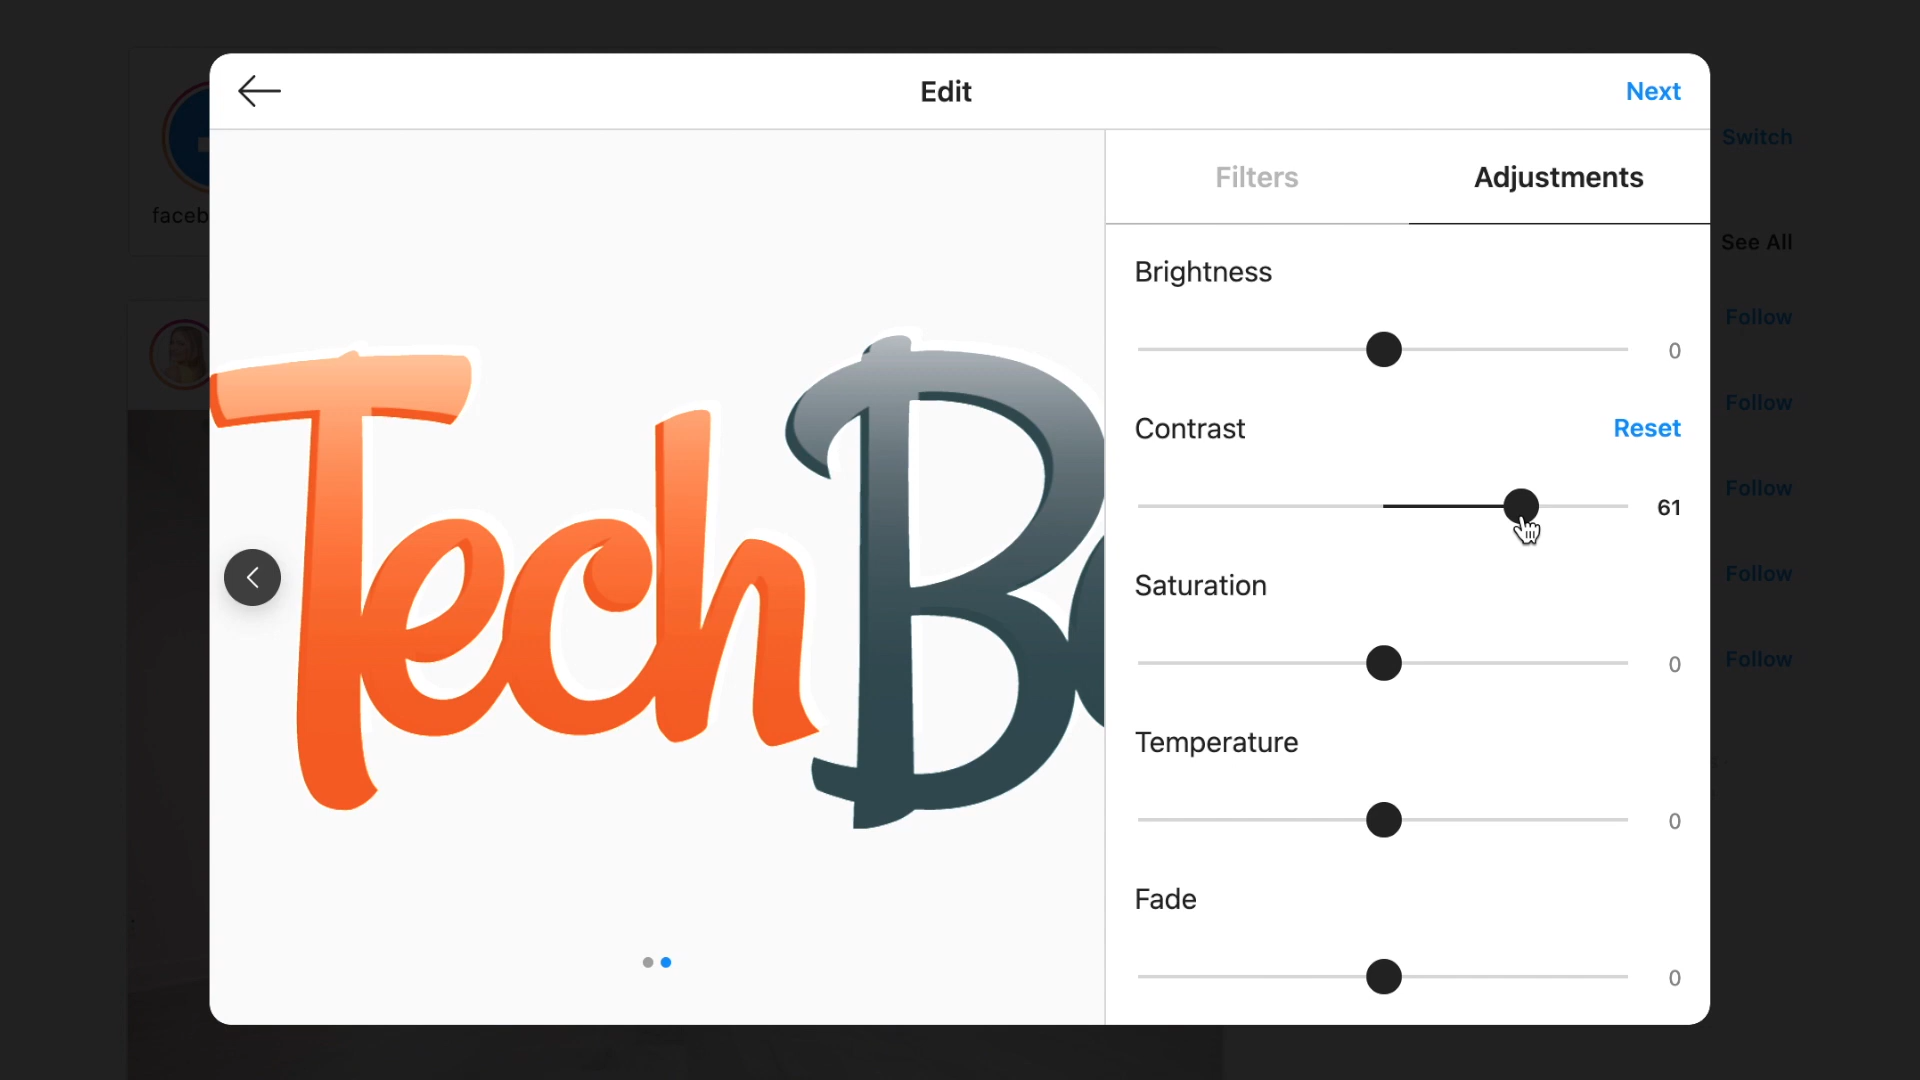 Edit
Next
Switch
faceb
See All
Follow
Follow
Follow
Follow
Follow
TechB
Filters
Adjustments
Brightness
0
Contrast
Reset
61
Saturation
0
Temperature
0
Fade
0